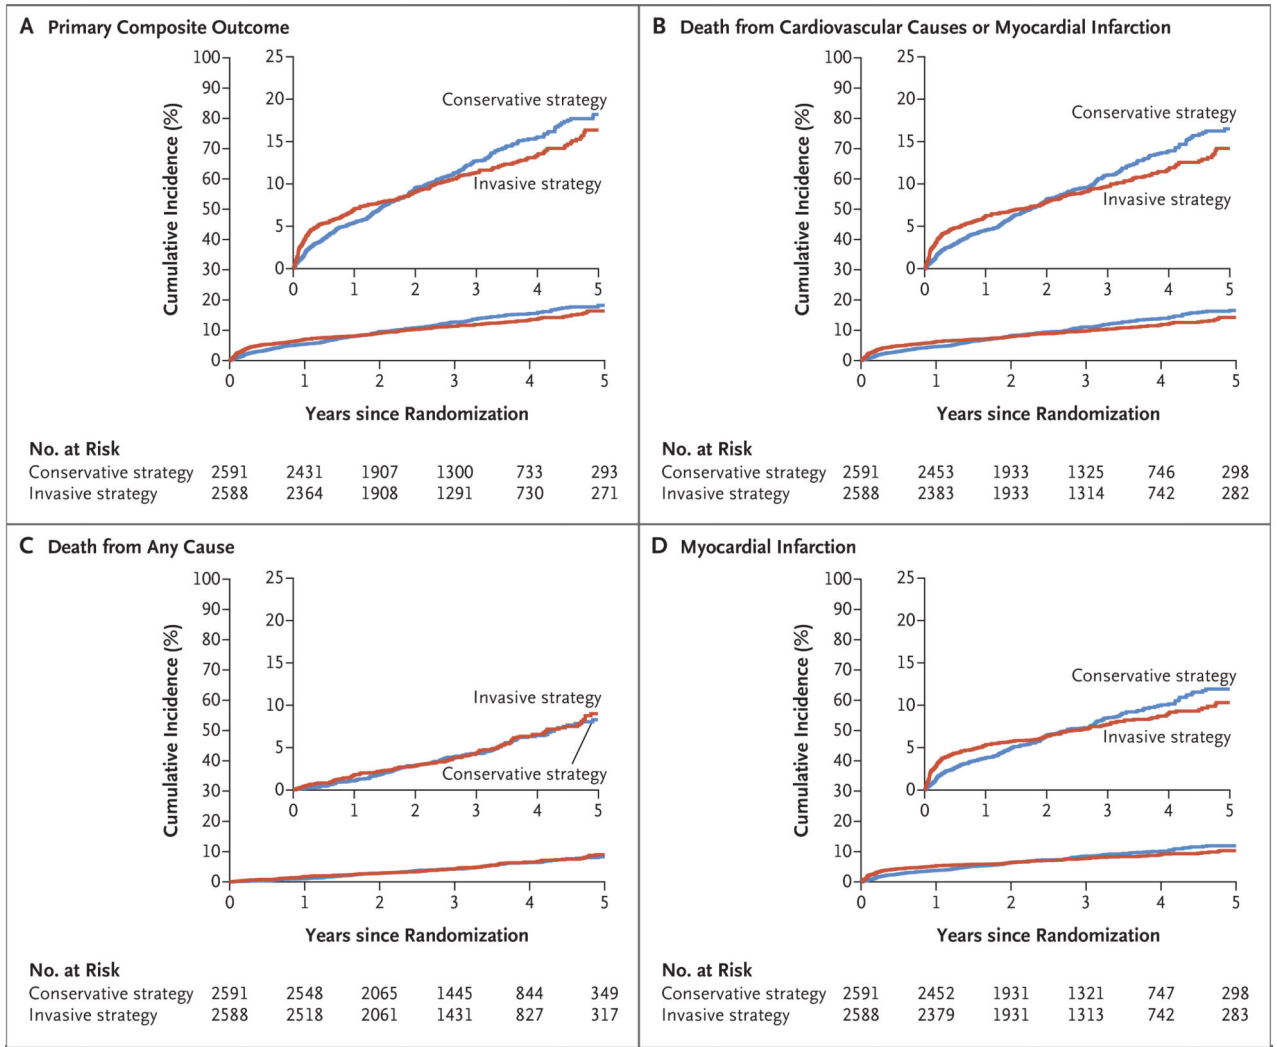 A Primary Composite Outcome
Cumulative Incidence (%)
100
90
80
70
60
50
40
30
20
10
0
25
20
15
10
5
0
Conservative strategy
Invasive strategy
0 1 2 3 4 5
0 1 2 3 4 5
Years since Randomization
No. at Risk
Conservative strategy 2591 2431 1907 1300 733 293
Invasive strategy 2588 2364 1908 1291 730 271
B Death from Cardiovascular Causes or Myocardial Infarction
Cumulative Incidence (%)
100
90
80
70
60
50
40
30
20
10
0
25
20
15
10
5
0
Conservative strategy
Invasive strategy
0 1 2 3 4 5
0 1 2 3 4 5
Years since Randomization
No. at Risk
Conservative strategy 2591 2453 1933 1325 746 298
Invasive strategy 2588 2383 1933 1314 742 282
C Death from Any Cause
Cumulative Incidence (%)
100
90
80
70
60
50
40
30
20
10
0
25
20
15
10
5
0
Invasive strategy
Conservative strategy
0 1 2 3 4 5
0 1 2 3 4 5
Years since Randomization
No. at Risk
Conservative strategy 2591 2548 2065 1445 844 349
Invasive strategy 2588 2518 2061 1431 827 317
D Myocardial Infarction
Cumulative Incidence (%)
100
90
80
70
60
50
40
30
20
10
0
25
20
15
10
5
0
Conservative strategy
Invasive strategy
0 1 2 3 4 5
0 1 2 3 4 5
Years since Randomization
No. at Risk
Conservative strategy 2591 2452 1931 1321 747 298
Invasive strategy 2588 2379 1931 1313 742 283